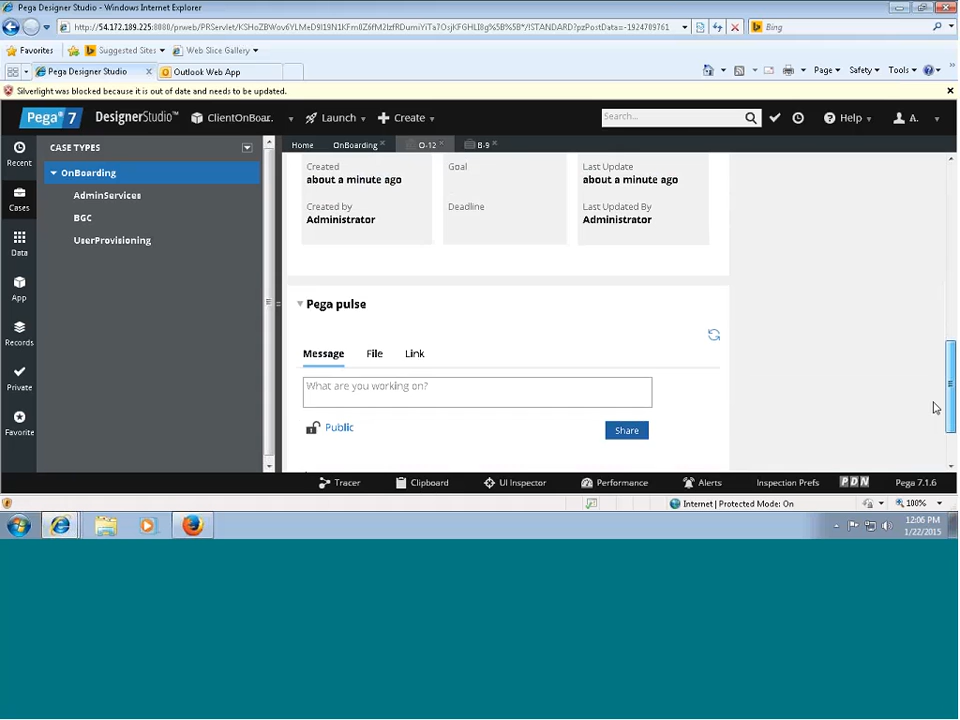 Pega Designer Studio - Windows Internet Explorer
Favorites Suggested Sites Web Slice Gallery
Pega Designer Studio Outlook Web App Page Safety Tools
Silverlight was blocked because it is out of date and needs to be updated.
Pega 7 DesignerStudio™ ClientOnBoar. Launch Create Search... Help A.
Recent CASE TYPES Home OnBoarding O-12 B-9
OnBoarding
AdminServices
Cases
BGC
UserProvisioning
Data
App
Records
Private
Favorite
Created Goal Last Update
about a minute ago about a minute ago
Created by Deadline Last Updated By
Administrator Administrator
Pega pulse
Message File Link
What are you working on?
Public Share
Tracer Clipboard UI Inspector Performance Alerts Inspection Prefs PDN Pega 7.1.6
Internet | Protected Mode: On 100%
12:06 PM
1/22/2015